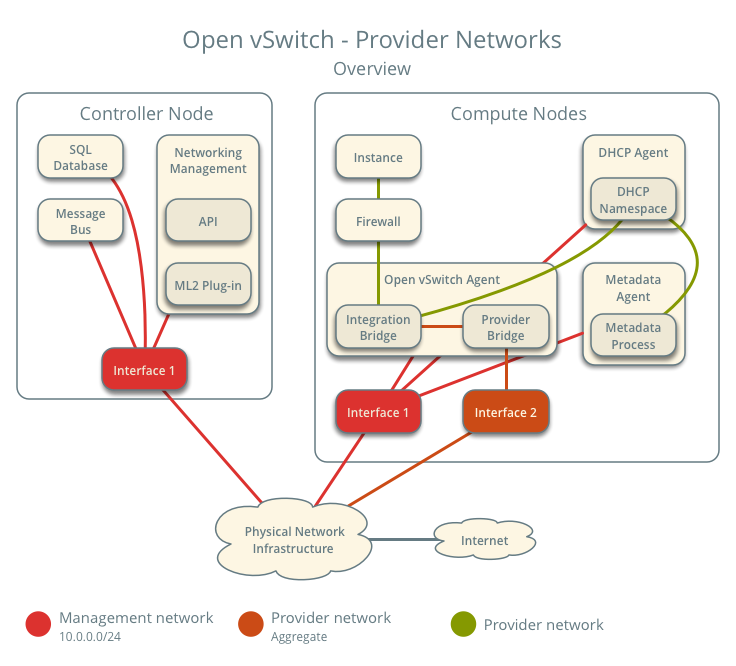 Open vSwitch - Provider Networks
Overview
Controller Node
SQL
Database
Message
Bus
Networking
Management
API
ML2 Plug-in
Interface 1
Compute Nodes
Instance
Firewall
DHCP Agent
DHCP
Namespace
Open vSwitch Agent
Integration
Bridge
Provider
Bridge
Metadata
Agent
Metadata
Process
Interface 1
Interface 2
Physical Network
Infrastructure
Internet
Management network
10.0.0.0/24
Provider network
Aggregate
Provider network